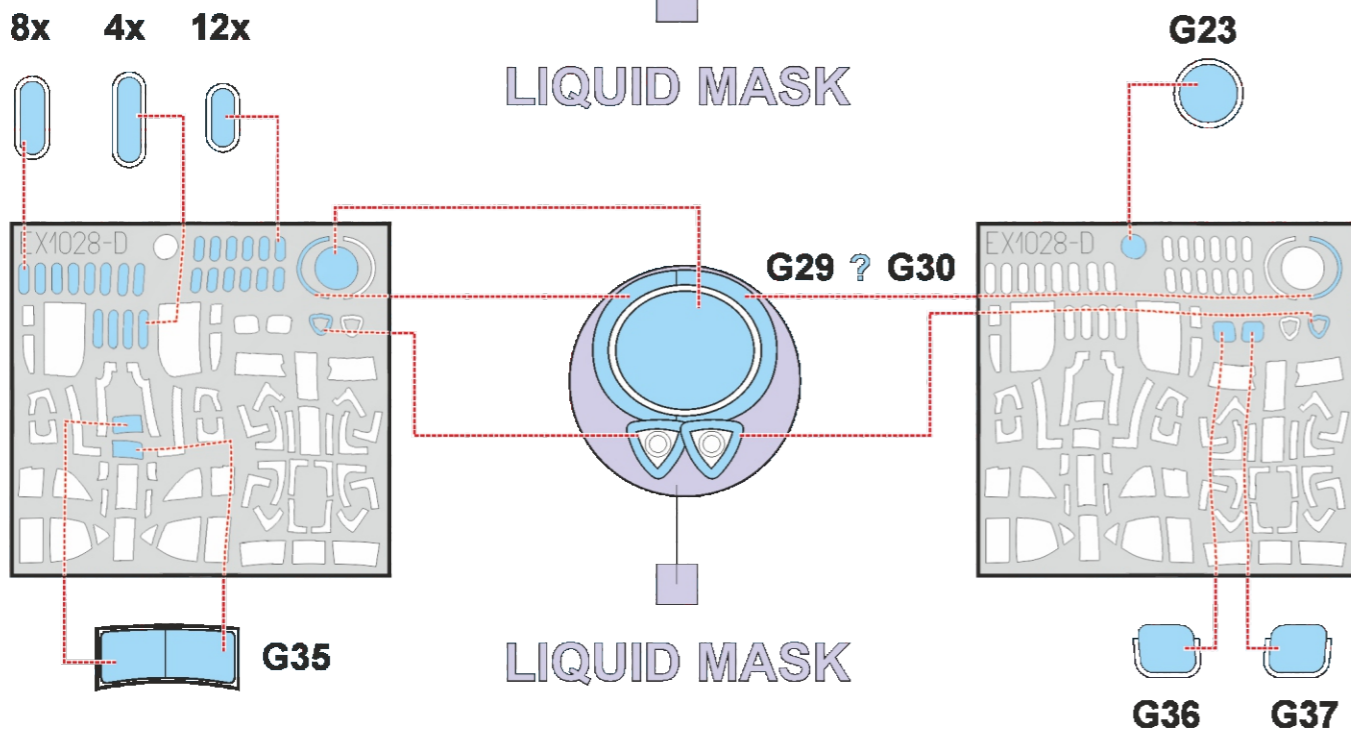 8x 4x 12x
G23
LIQUID MASK
EX1028-D
EX1028-D
G29 ? G30
G35
LIQUID MASK
G36 G37